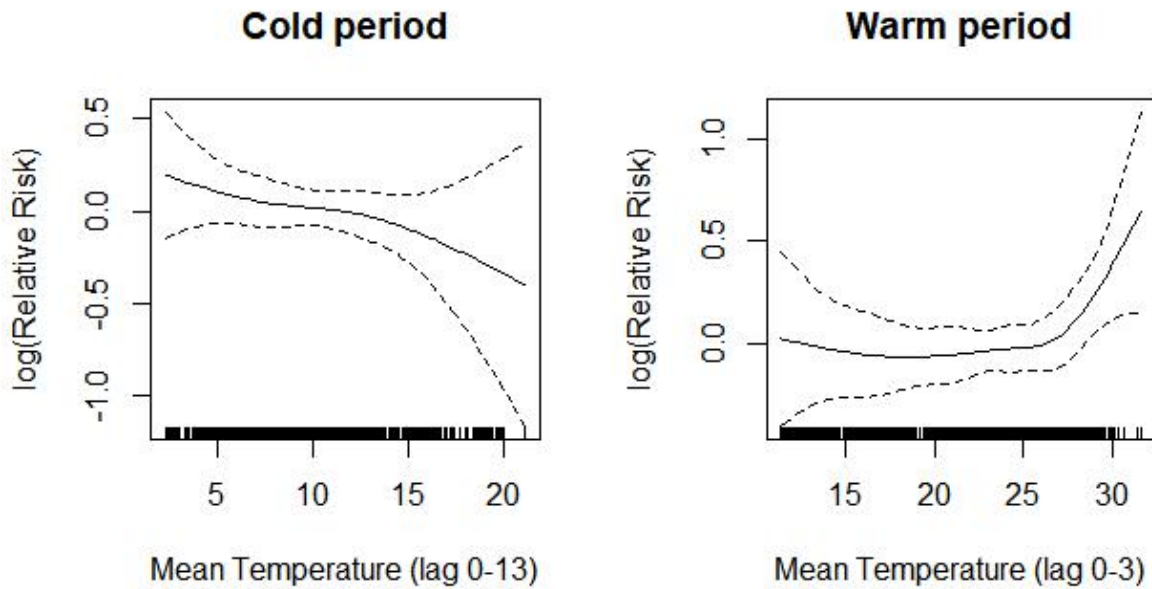 Cold period
log(Relative Risk)
0.5
0.0
-0.5
-1.0
5
10
15
20
Mean Temperature (lag 0-13)
Warm period
log(Relative Risk)
1.0
0.5
0.0
15
20
25
30
Mean Temperature (lag 0-3)